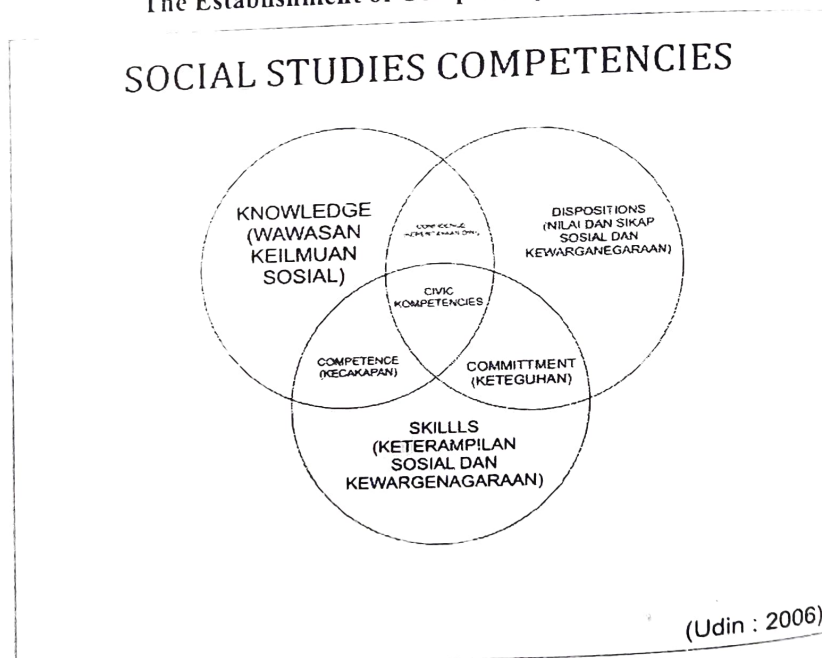 The Establishment of
SOCIAL STUDIES COMPETENCIES
KNOWLEDGE
(WAWASAN
KEILMUAN
SOSIAL)
DISPOSITIONS
(NILAI DAN SIKAP
SOSIAL DAN
KEWARGANEGARAAN)
CIVIC
KOMPETENCIES
COMPETENCE
(KECAKAPAN)
COMMITTMENT
(KETEGUHAN)
SKILLLS
(KETERAMPILAN
SOSIAL DAN
KEWARGENAGARAAN)
(Udin : 2006)